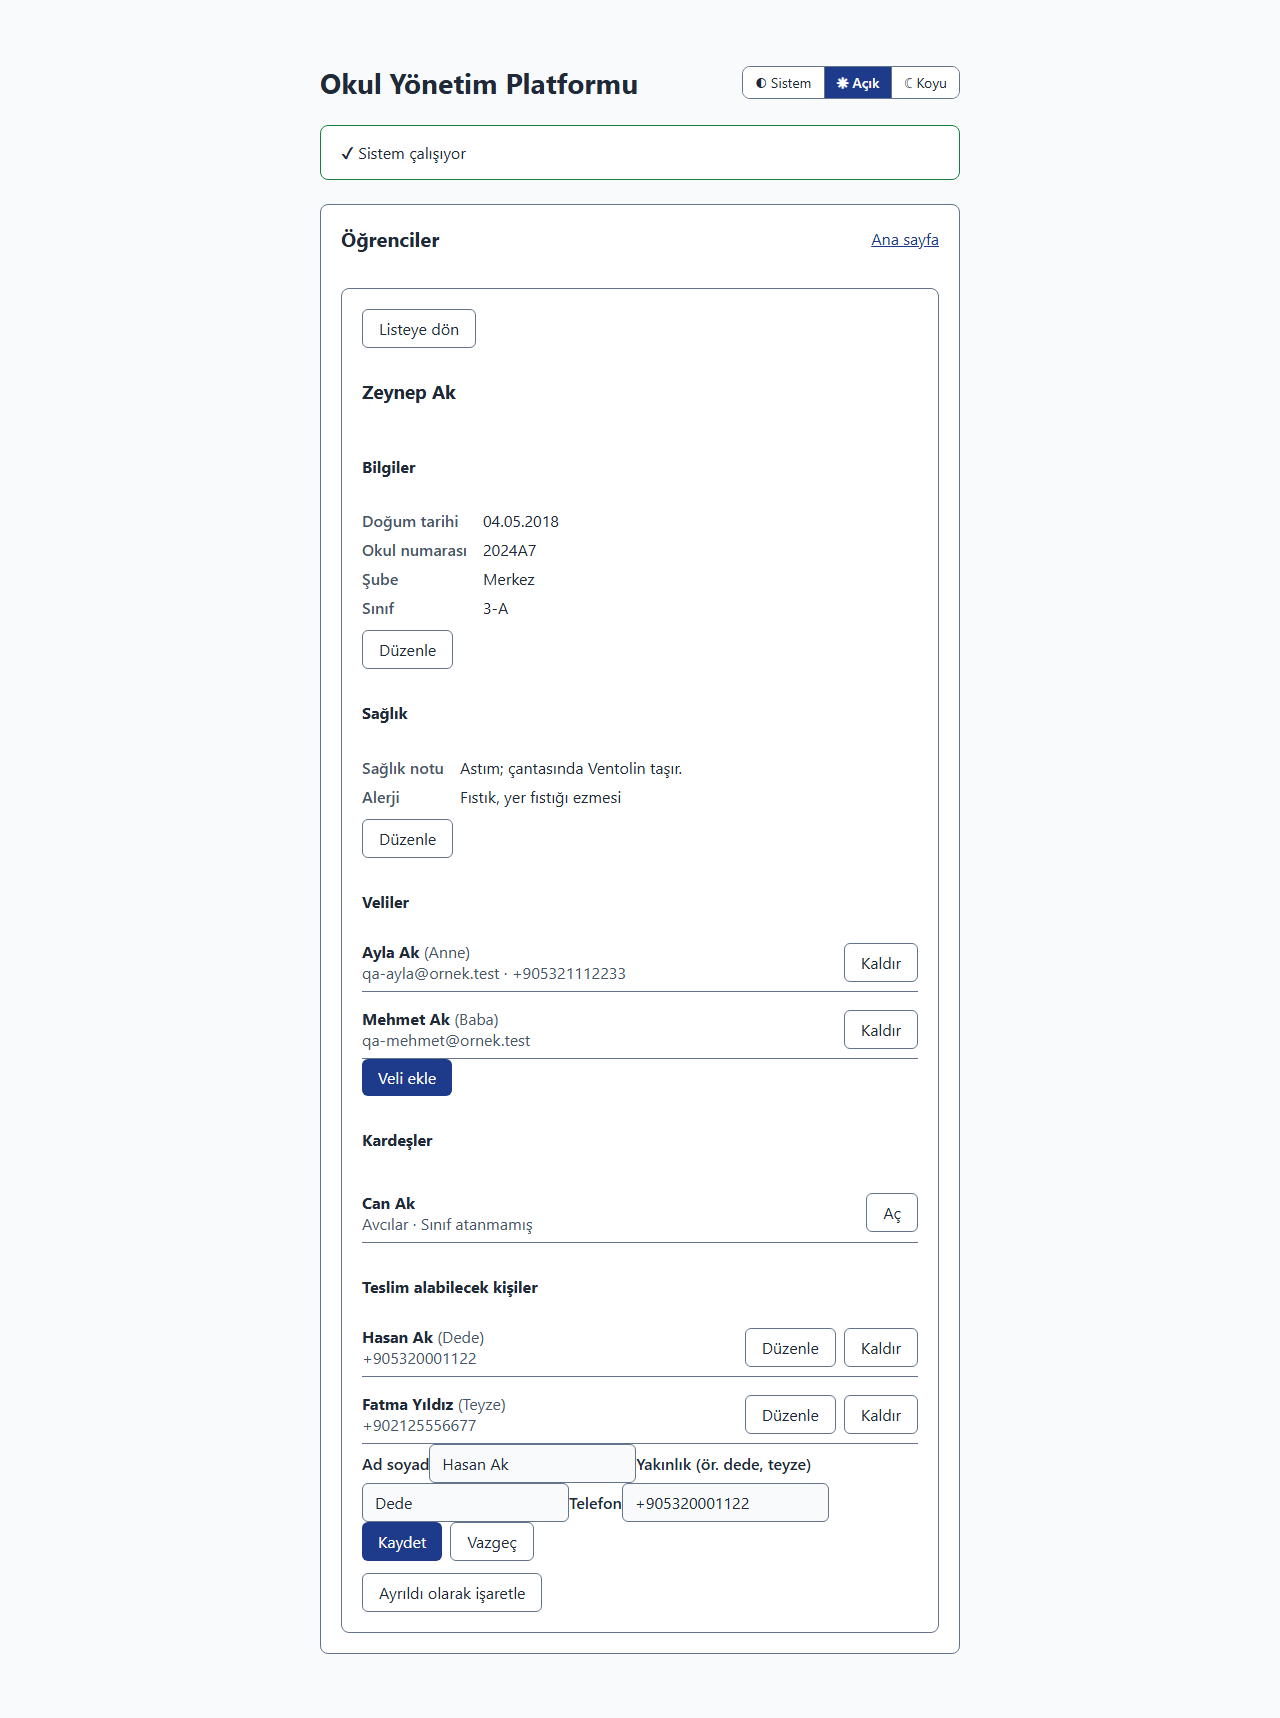 Okul Yönetim Platformu
◐ Sistem ❋ Açık ☾ Koyu
✓ Sistem çalışıyor
Öğrenciler
Ana sayfa
Listeye dön
Zeynep Ak
Bilgiler
Doğum tarihi 04.05.2018
Okul numarası 2024A7
Şube Merkez
Sınıf 3-A
Düzenle
Sağlık
Sağlık notu Astım; çantasında Ventolin taşır.
Alerji Fıstık, yer fıstığı ezmesi
Düzenle
Veliler
Ayla Ak (Anne)
qa-ayla@ornek.test · +905321112233
Kaldır
Mehmet Ak (Baba)
qa-mehmet@ornek.test
Kaldır
Veli ekle
Kardeşler
Can Ak
Avcılar · Sınıf atanmamış
Aç
Teslim alabilecek kişiler
Hasan Ak (Dede)
+905320001122
Düzenle Kaldır
Fatma Yıldız (Teyze)
+902125556677
Düzenle Kaldır
Ad soyad Hasan Ak Yakınlık (ör. dede, teyze)
Dede Telefon +905320001122
Kaydet Vazgeç
Ayrıldı olarak işaretle